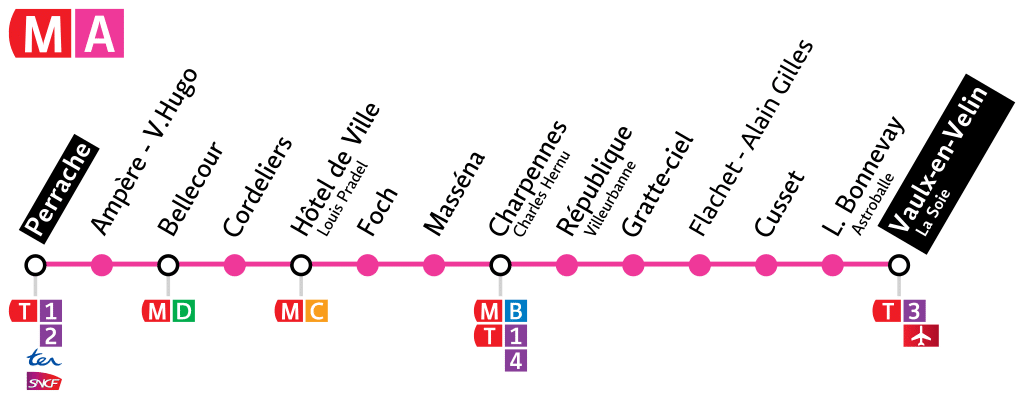 M A
Perrache
Ampère - V.Hugo
Bellecour
Cordeliers
Hôtel de Ville
Louis Pradel
Foch
Masséna
Charpennes
Charles Hernu
République
Villeurbanne
Gratte-ciel
Flachet - Alain Gilles
Cusset
L. Bonnevay
Astroballe
Vaulx-en-Velin
La Soie
T 1
2
ter
SNCF
M D
M C
M B
T 1
4
T 3